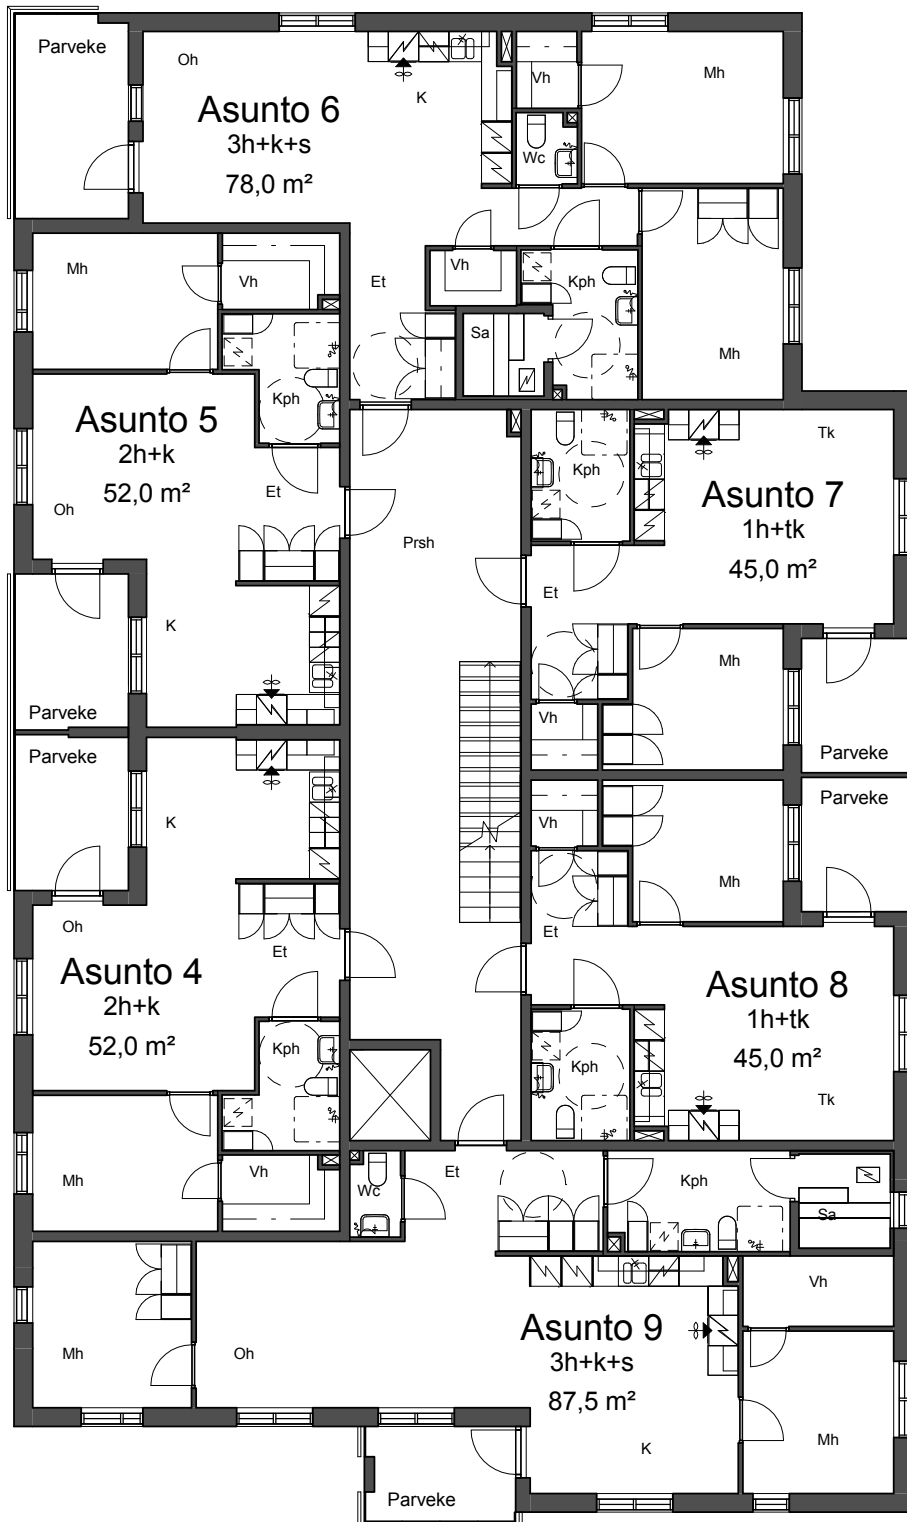 Parveke
Oh
Asunto 6
3h+k+s
78,0 m²
K
Vh
Wc
Mh
Mh
Vh
Et
Vh
Kph
Sa
Mh
Asunto 5
2h+k
52,0 m²
Kph
Oh
Et
K
Parveke
Prsh
Kph
Tk
Asunto 7
1h+tk
45,0 m²
Et
Mh
Vh
Parveke
Parveke
K
Oh
Asunto 4
2h+k
52,0 m²
Et
Kph
Mh
Vh
Vh
Mh
Parveke
Et
Asunto 8
1h+tk
45,0 m²
Kph
Tk
Wc
Et
Kph
Sa
Vh
Mh
Oh
Asunto 9
3h+k+s
87,5 m²
K
Mh
Parveke